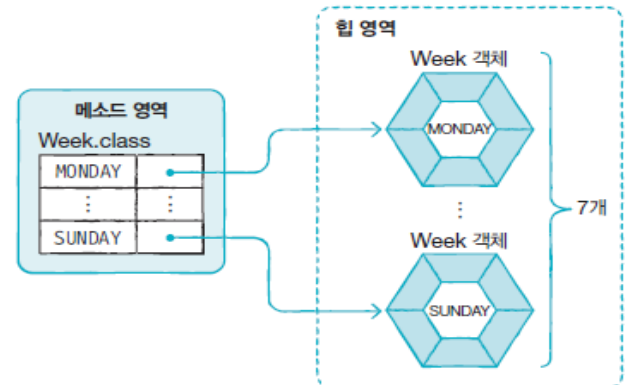 힙 영역
Week 객체
MONDAY
메소드 영역
Week.class
MONDAY
⋮ ⋮
SUNDAY
⋮
7개
Week 객체
SUNDAY